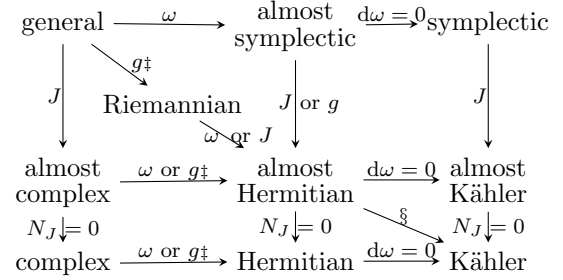 general ω almost symplectic dω = 0 symplectic
g‡
J Riemannian J or g J
ω or J
almost complex ω or g‡ almost Hermitian dω = 0 almost Kähler
N_J = 0 N_J = 0 § N_J = 0
complex ω or g‡ Hermitian dω = 0 Kähler